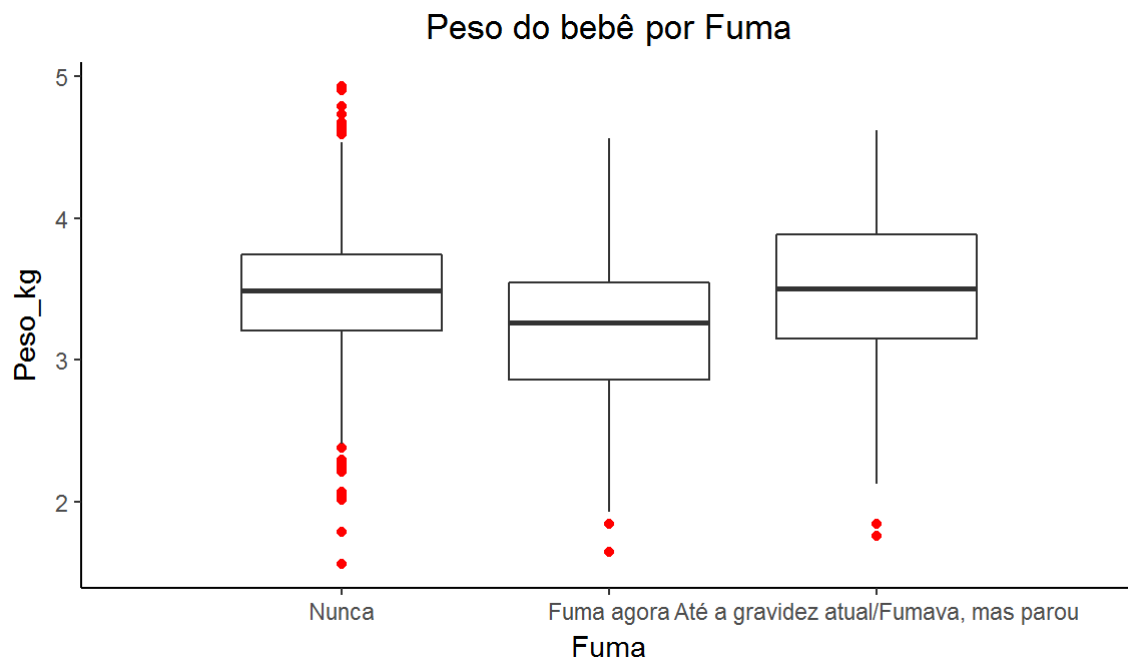 Peso do bebê por Fuma
5
4
3
2
Peso_kg
Nunca
Fuma agora
Até a gravidez atual/Fumava, mas parou
Fuma